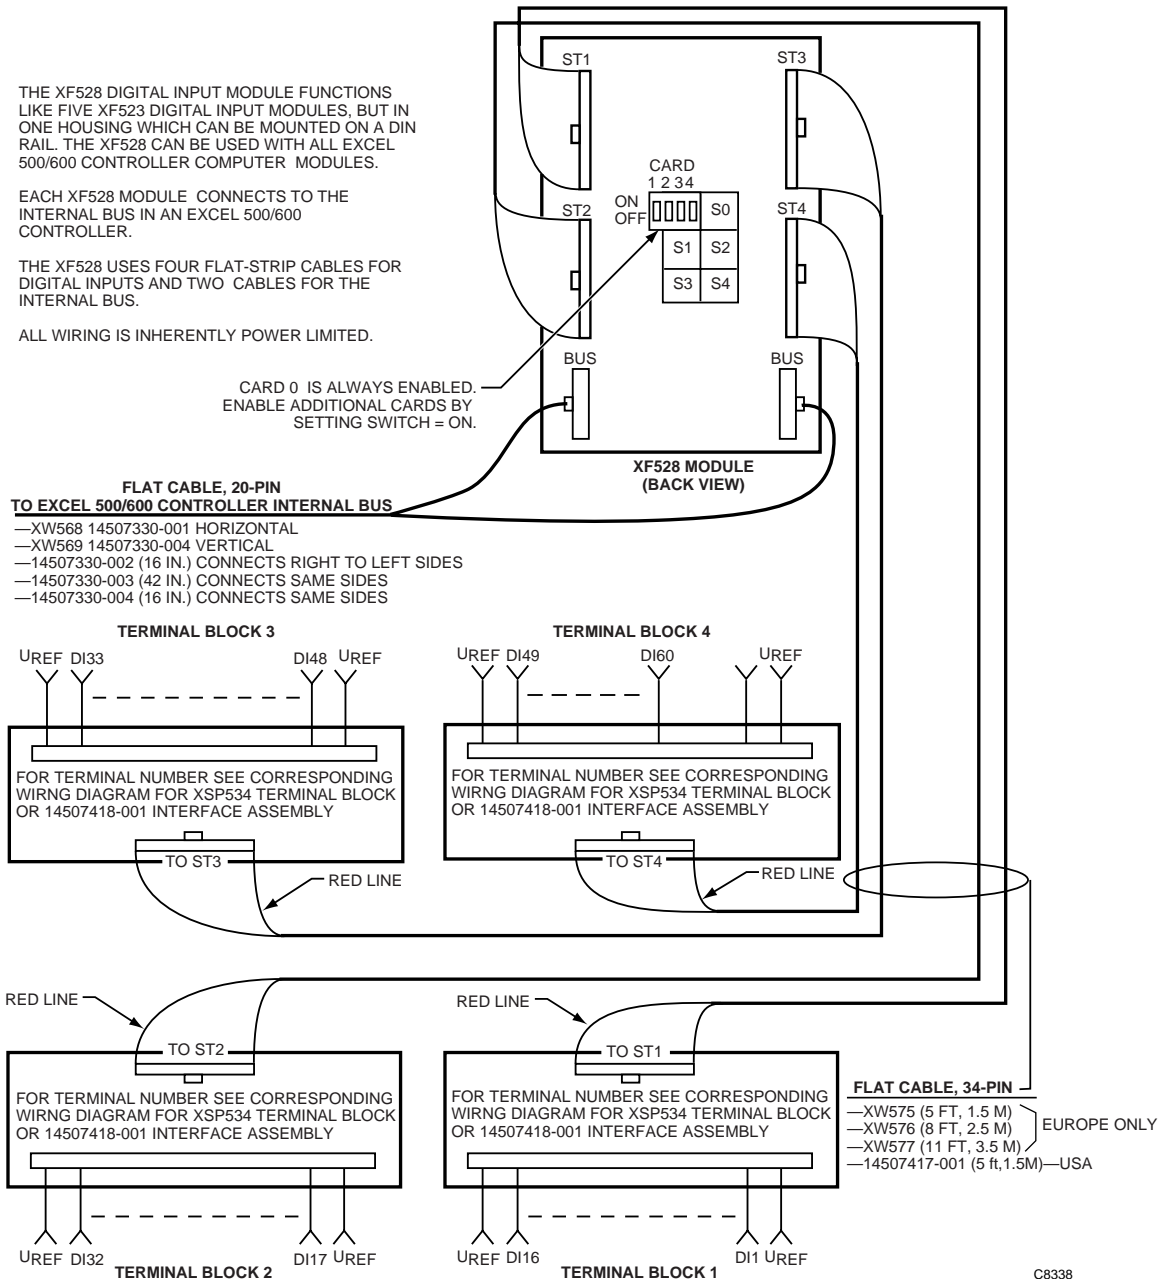 THE XF528 DIGITAL INPUT MODULE FUNCTIONS
LIKE FIVE XF523 DIGITAL INPUT MODULES, BUT IN
ONE HOUSING WHICH CAN BE MOUNTED ON A DIN
RAIL. THE XF528 CAN BE USED WITH ALL EXCEL
500/600 CONTROLLER COMPUTER MODULES.
EACH XF528 MODULE CONNECTS TO THE
INTERNAL BUS IN AN EXCEL 500/600
CONTROLLER.
THE XF528 USES FOUR FLAT-STRIP CABLES FOR
DIGITAL INPUTS AND TWO CABLES FOR THE
INTERNAL BUS.
ALL WIRING IS INHERENTLY POWER LIMITED.
ST1
ST3
CARD
1 2 3 4
ON
OFF
S0
S1
S2
S3
S4
ST2
ST4
BUS
BUS
CARD 0 IS ALWAYS ENABLED.
ENABLE ADDITIONAL CARDS BY
SETTING SWITCH = ON.
XF528 MODULE
(BACK VIEW)
FLAT CABLE, 20-PIN
TO EXCEL 500/600 CONTROLLER INTERNAL BUS
—XW568 14507330-001 HORIZONTAL
—XW569 14507330-004 VERTICAL
—14507330-002 (16 IN.) CONNECTS RIGHT TO LEFT SIDES
—14507330-003 (42 IN.) CONNECTS SAME SIDES
—14507330-004 (16 IN.) CONNECTS SAME SIDES
TERMINAL BLOCK 3
UREF DI33 DI48 UREF
FOR TERMINAL NUMBER SEE CORRESPONDING
WIRNG DIAGRAM FOR XSP534 TERMINAL BLOCK
OR 14507418-001 INTERFACE ASSEMBLY
TO ST3
RED LINE
TERMINAL BLOCK 4
UREF DI49 DI60 UREF
FOR TERMINAL NUMBER SEE CORRESPONDING
WIRNG DIAGRAM FOR XSP534 TERMINAL BLOCK
OR 14507418-001 INTERFACE ASSEMBLY
TO ST4
RED LINE
RED LINE
TO ST2
FOR TERMINAL NUMBER SEE CORRESPONDING
WIRNG DIAGRAM FOR XSP534 TERMINAL BLOCK
OR 14507418-001 INTERFACE ASSEMBLY
UREF DI32 DI17 UREF
TERMINAL BLOCK 2
RED LINE
TO ST1
FOR TERMINAL NUMBER SEE CORRESPONDING
WIRNG DIAGRAM FOR XSP534 TERMINAL BLOCK
OR 14507418-001 INTERFACE ASSEMBLY
UREF DI16 DI1 UREF
TERMINAL BLOCK 1
FLAT CABLE, 34-PIN
—XW575 (5 FT, 1.5 M)
—XW576 (8 FT, 2.5 M)
—XW577 (11 FT, 3.5 M)
EUROPE ONLY
—14507417-001 (5 ft,1.5M)—USA
C8338